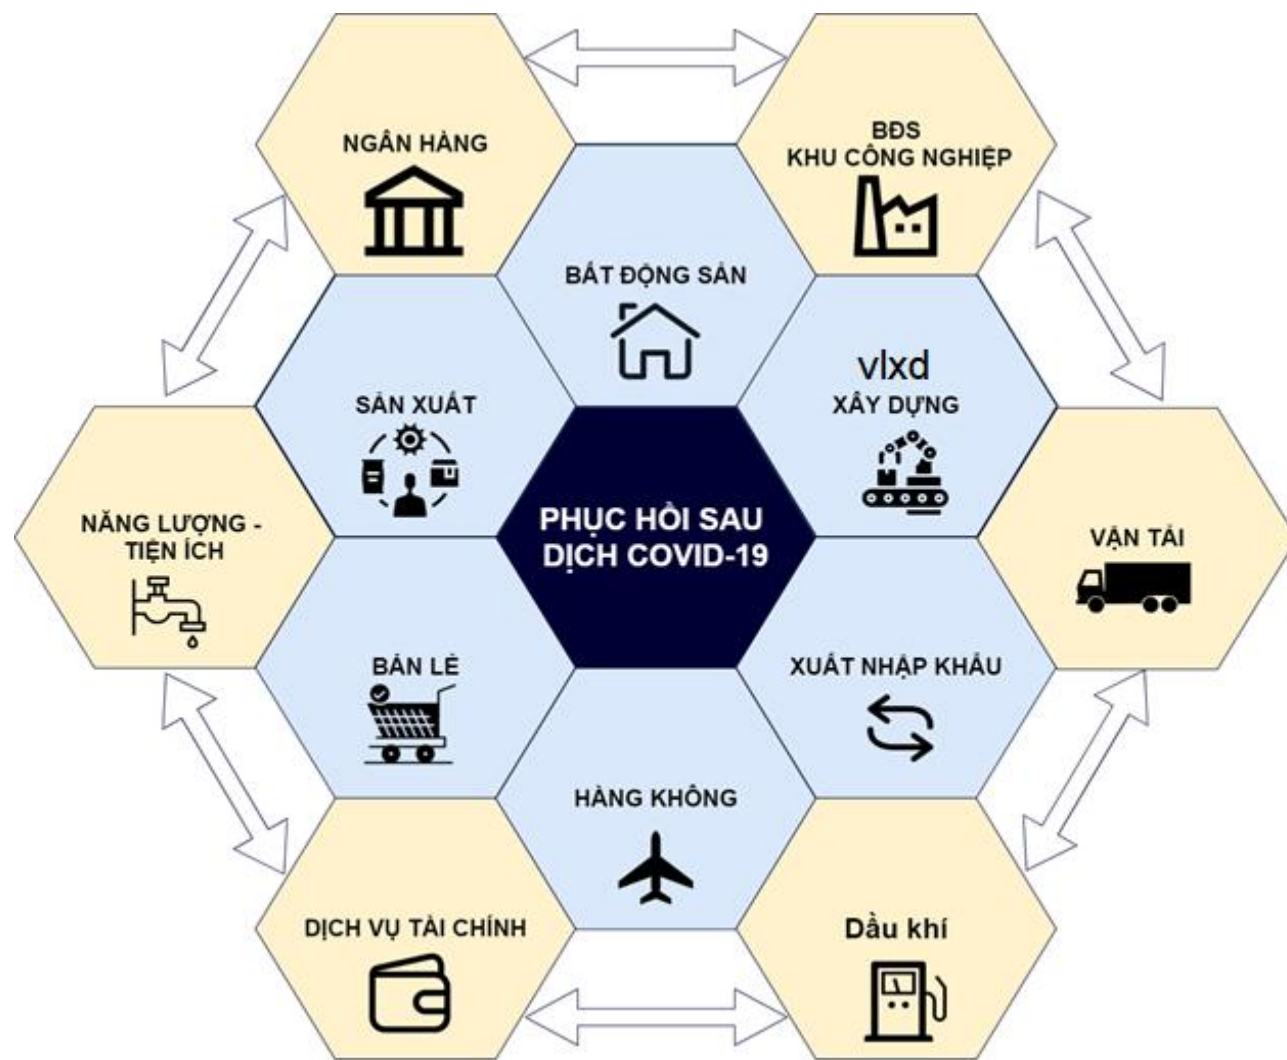 NGÂN HÀNG
BĐS
KHU CÔNG NGHIỆP
BẤT ĐỘNG SẢN
SẢN XUẤT
vlxd
XÂY DỰNG
NĂNG LƯỢNG -
TIỆN ÍCH
PHỤC HỒI SAU
DỊCH COVID-19
VẬN TẢI
BÁN LẺ
XUẤT NHẬP KHẨU
HÀNG KHÔNG
DỊCH VỤ TÀI CHÍNH
Dầu khí